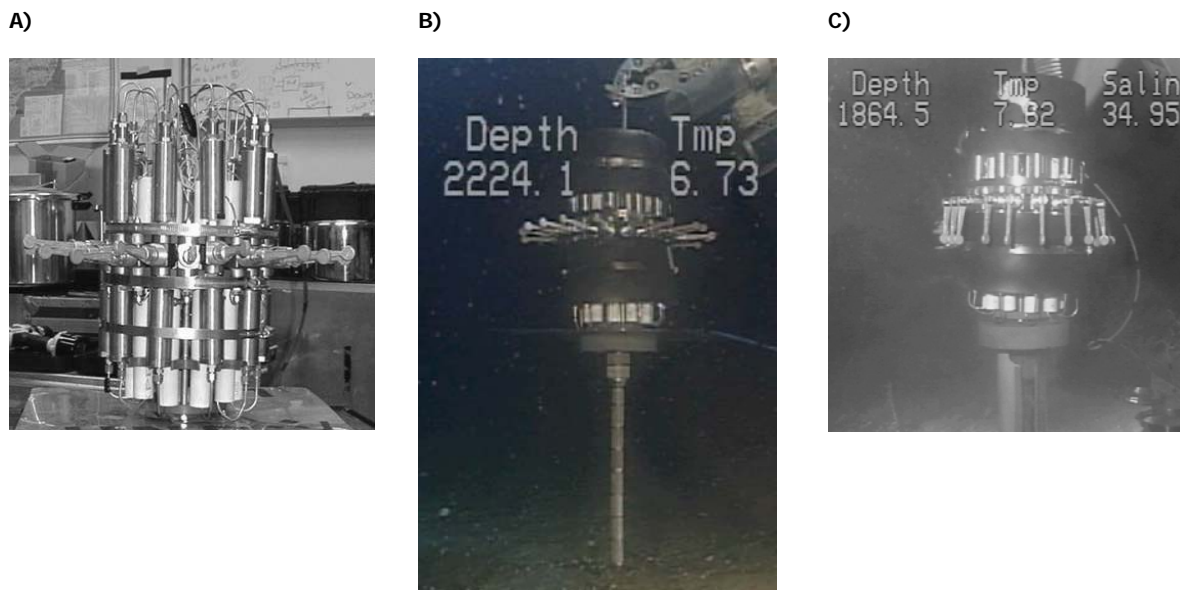 A)
B)
C)
Depth Tmp
2224.1 6.73
Depth Tmp Salin
1864.5 7.82 34.95